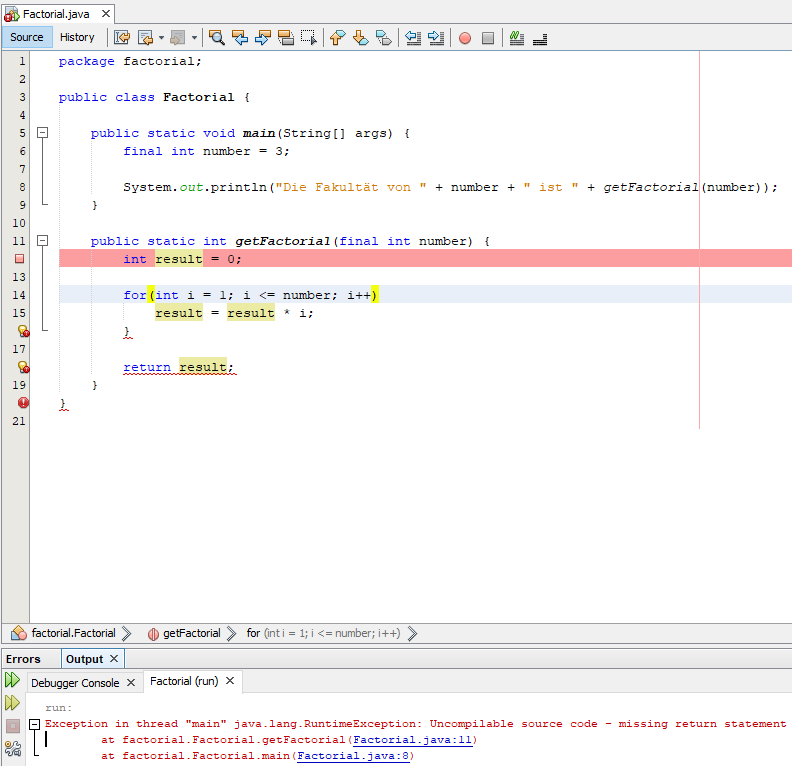 Factorial.java
Source History
1 package factorial;
2
3 public class Factorial {
4
5 public static void main(String[] args) {
6 final int number = 3;
7
8 System.out.println("Die Fakultät von " + number + " ist " + getFactorial(number));
9 }
10
11 public static int getFactorial(final int number) {
int result = 0;
13
14 for(int i = 1; i <= number; i++)
15 result = result * i;
}
17
return result;
19 }
}
21
factorial.Factorial getFactorial for (int i = 1; i <= number; i++)
Errors Output
Debugger Console Factorial (run)
run:
Exception in thread "main" java.lang.RuntimeException: Uncompilable source code - missing return statement
at factorial.Factorial.getFactorial(Factorial.java:11)
at factorial.Factorial.main(Factorial.java:8)